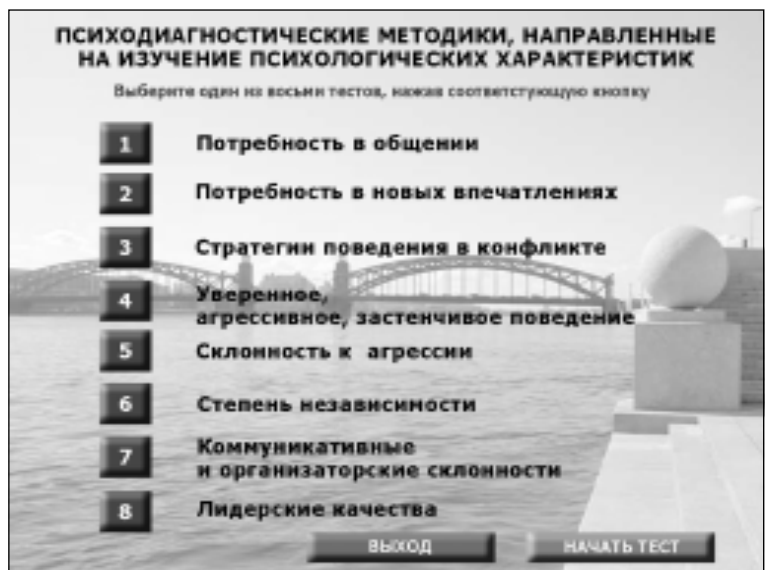 ПСИХОДИАГНОСТИЧЕСКИЕ МЕТОДИКИ, НАПРАВЛЕННЫЕ
НА ИЗУЧЕНИЕ ПСИХОЛОГИЧЕСКИХ ХАРАКТЕРИСТИК
Выберите один из восьми тестов, нажав соответстующую кнопку
1 Потребность в общении
2 Потребность в новых впечатлениях
3 Стратегии поведения в конфликте
4 Уверенное,
агрессивное, застенчивое поведение
5 Склонность к агрессии
6 Степень независимости
7 Коммуникативные
и организаторские склонности
8 Лидерские качества
ВЫХОД НАЧАТЬ ТЕСТ